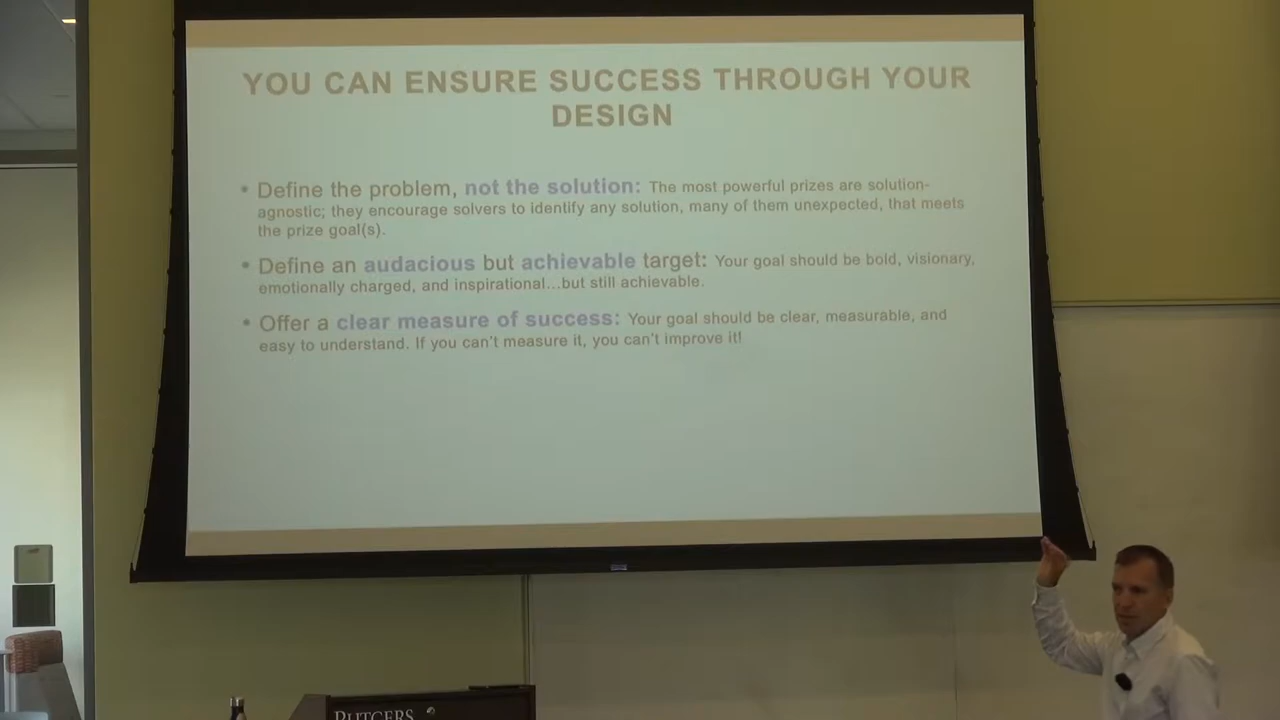 YOU CAN ENSURE SUCCESS THROUGH YOUR
DESIGN
• Define the problem, not the solution: The most powerful prizes are solution-
agnostic; they encourage solvers to identify any solution, many of them unexpected, that meets
the prize goal(s).
• Define an audacious but achievable target: Your goal should be bold, visionary,
emotionally charged, and inspirational...but still achievable.
• Offer a clear measure of success: Your goal should be clear, measurable, and
easy to understand. If you can't measure it, you can't improve it!
RUTGERS